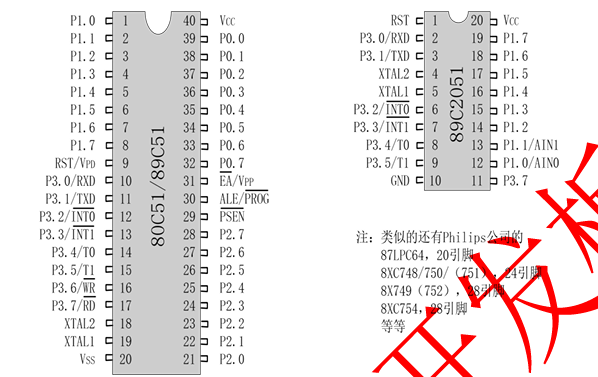 P1.0 1 40 Vcc
P1.1 2 39 P0.0
P1.2 3 38 P0.1
P1.3 4 37 P0.2
P1.4 5 36 P0.3
P1.5 6 35 P0.4
P1.6 7 34 P0.5
P1.7 8 33 P0.6
RST/VPD 9 32 P0.7
P3.0/RXD 10 31 EA/VPP
P3.1/TXD 11 30 ALE/PROG
P3.2/INT0 12 29 PSEN
P3.3/INT1 13 28 P2.7
P3.4/T0 14 27 P2.6
P3.5/T1 15 26 P2.5
P3.6/WR 16 25 P2.4
P3.7/RD 17 24 P2.3
XTAL2 18 23 P2.2
XTAL1 19 22 P2.1
Vss 20 21 P2.0
80C51/89C51
RST 1 20 Vcc
P3.0/RXD 2 19 P1.7
P3.1/TXD 3 18 P1.6
XTAL2 4 17 P1.5
XTAL1 5 16 P1.4
P3.2/INT0 6 15 P1.3
P3.3/INT1 7 14 P1.2
P3.4/T0 8 13 P1.1/AIN1
P3.5/T1 9 12 P1.0/AIN0
GND 10 11 P3.7
89C2051
注：类似的还有Philips公司的
87LPC64，20引脚
8XC748/750/（751），24引脚
8X749（752），28引脚
8XC754，28引脚
等等
开发板